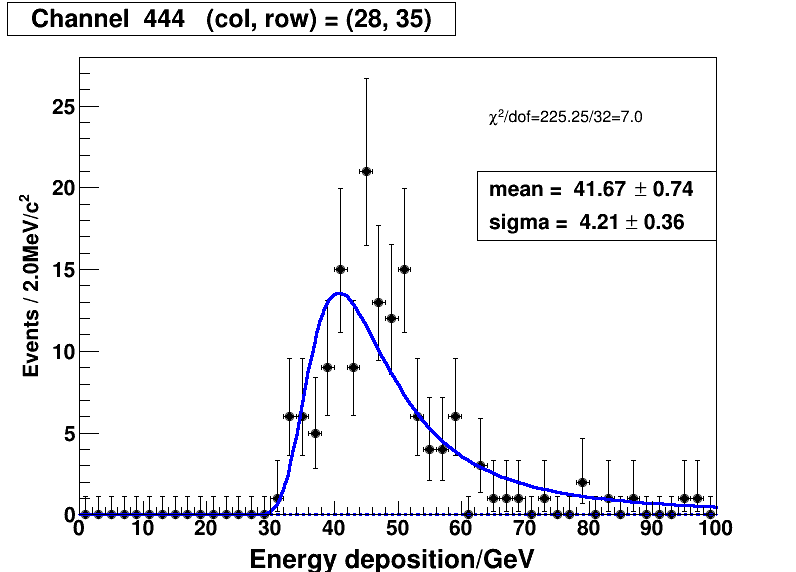 Channel 444 (col, row) = (28, 35)
χ²/dof=225.25/32=7.0
mean = 41.67 ± 0.74
sigma = 4.21 ± 0.36
Events / 2.0MeV/c²
25
20
15
10
5
0
0 10 20 30 40 50 60 70 80 90 100
Energy deposition/GeV